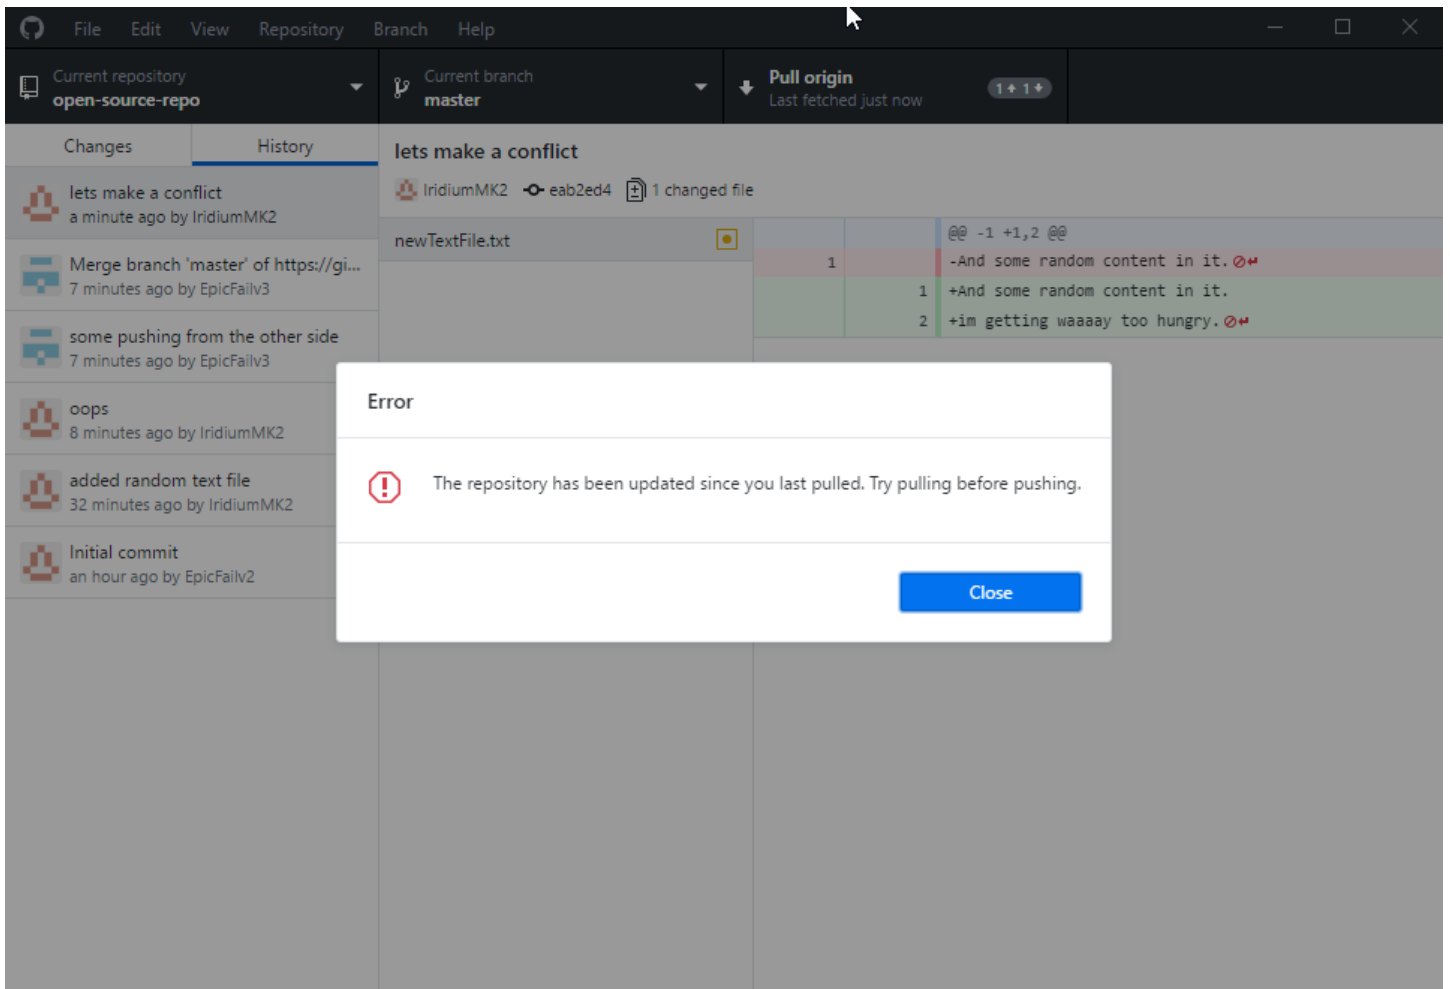 File Edit View Repository Branch Help
Current repository
open-source-repo
Current branch
master
Pull origin
Last fetched just now
1 1
Changes
History
lets make a conflict
a minute ago by IridiumMK2
Merge branch 'master' of https://gi...
7 minutes ago by EpicFailv3
some pushing from the other side
7 minutes ago by EpicFailv3
oops
8 minutes ago by IridiumMK2
added random text file
32 minutes ago by IridiumMK2
Initial commit
an hour ago by EpicFailv2
lets make a conflict
IridiumMK2 eab2ed4 1 changed file
newTextFile.txt
@@ -1 +1,2 @@
1 -And some random content in it.
1 +And some random content in it.
2 +im getting waaaay too hungry.
Error
The repository has been updated since you last pulled. Try pulling before pushing.
Close